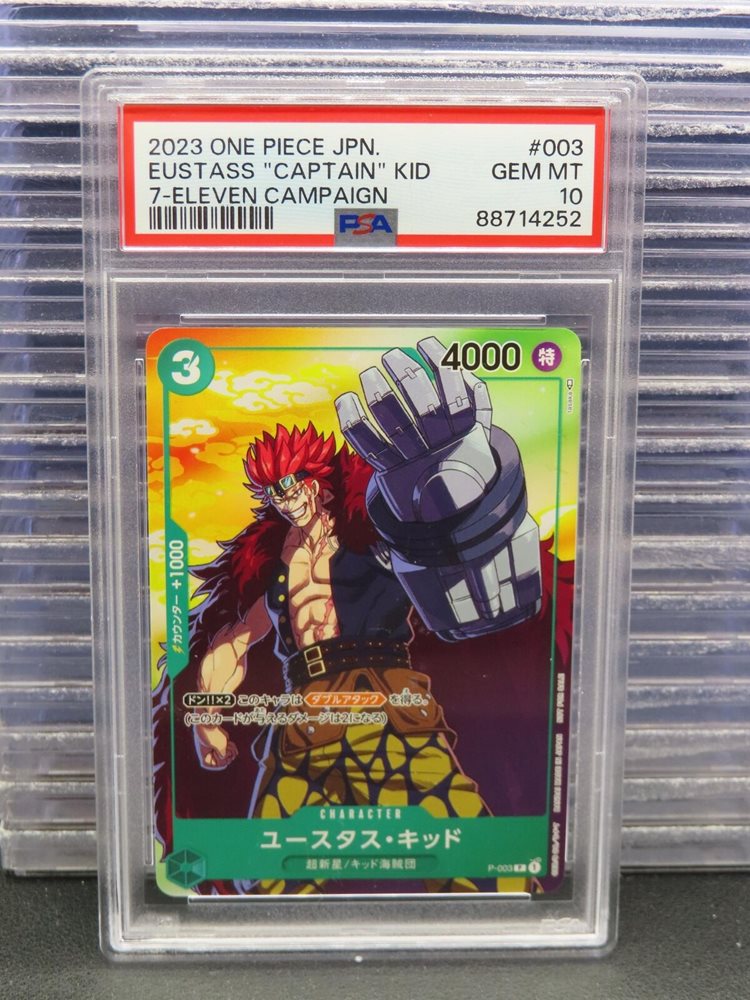 2023 ONE PIECE JPN. #003
EUSTASS "CAPTAIN" KID GEM MT
7-ELEVEN CAMPAIGN 10
PSA 88714252
3
4000 特
tasaka
カウンター +1000
ドン!!×2 このキャラは ダブルアタック を得る。
(このカードが与えるダメージは2になる)
CHARACTER
ユースタス・キッド
超新星/キッド海賊団
P-003 P 1